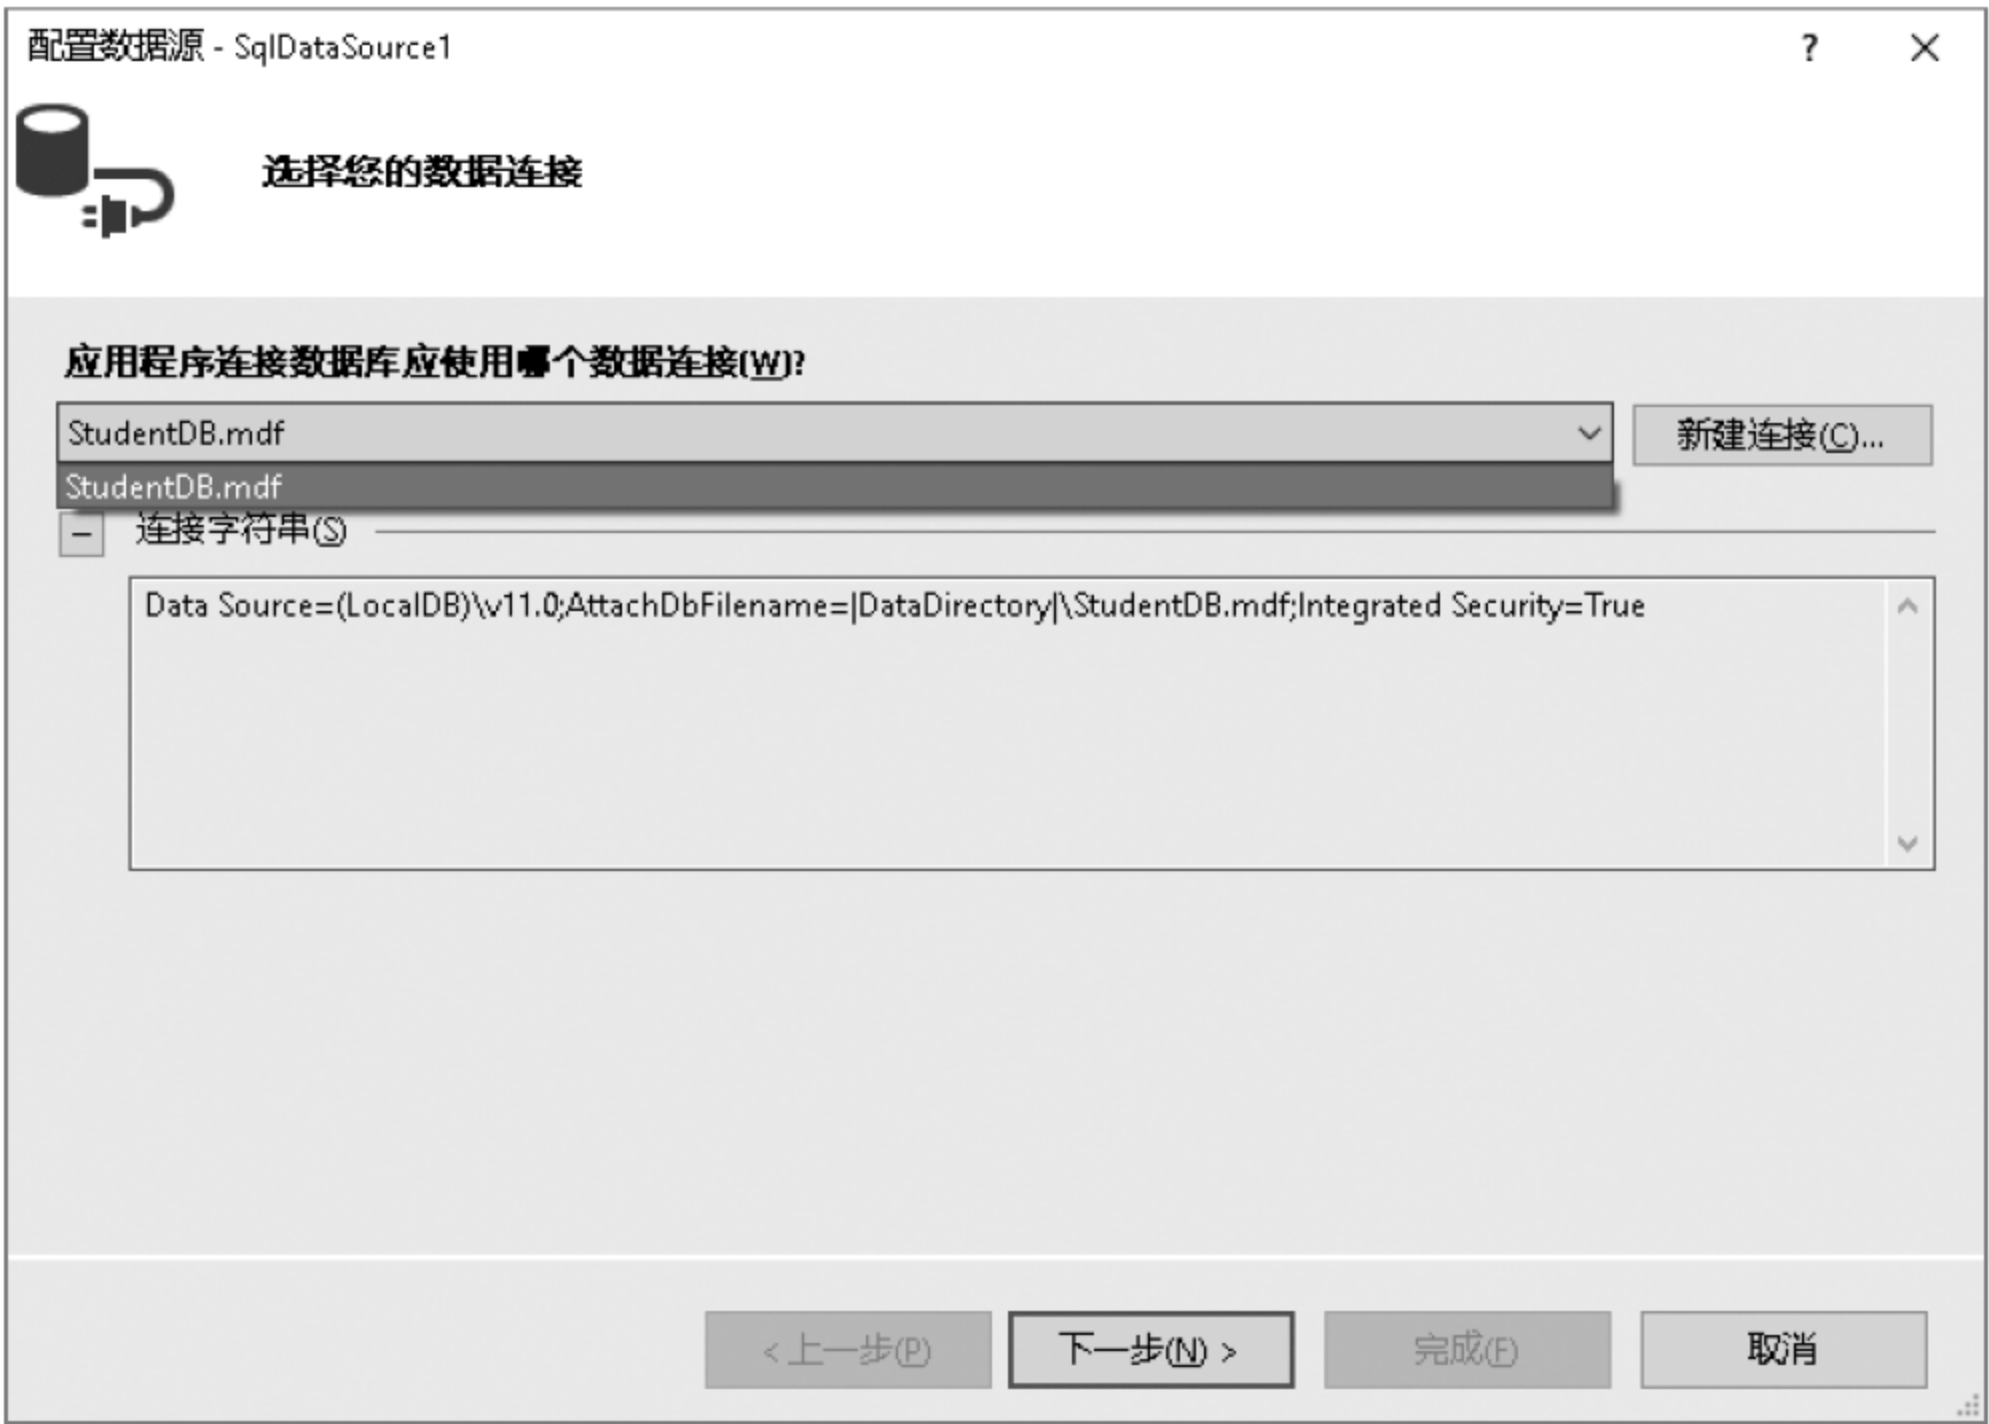 配置数据源 - SqlDataSource1
?
选择您的数据连接
应用程序连接数据库应使用哪个数据连接(W)?
StudentDB.mdf
新建连接(C)...
StudentDB.mdf
连接字符串(S)
Data Source=(LocalDB)\v11.0;AttachDbFilename=|DataDirectory|\StudentDB.mdf;Integrated Security=True
< 上一步(P)
下一步(N) >
完成(F)
取消